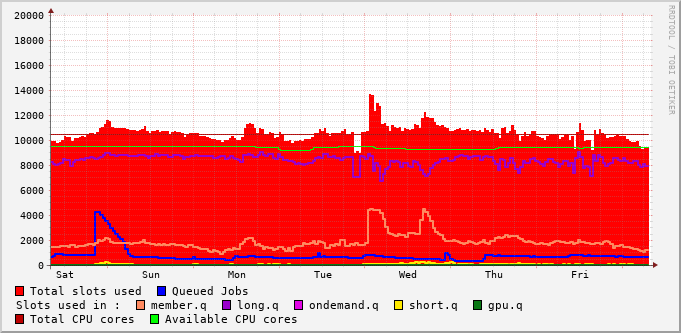 20000
18000
16000
14000
12000
10000
8000
6000
4000
2000
0
Sat Sun Mon Tue Wed Thu Fri
Total slots used Queued Jobs
Slots used in : member.q long.q ondemand.q short.q gpu.q
Total CPU cores Available CPU cores
RRDTOOL / TOBI OETIKER